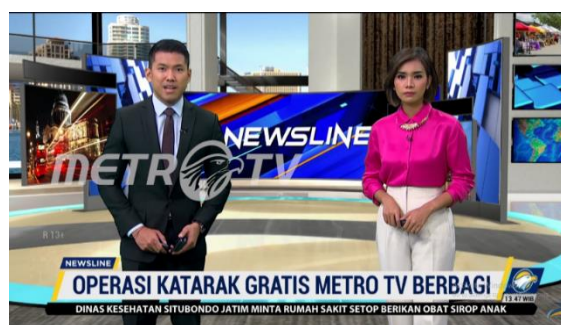 NEWSLINE
METRO TV
R 13+
NEWSLINE
OPERASI KATARAK GRATIS METRO TV BERBAGI
13:47 WIB
DINAS KESEHATAN SITUBONDO JATIM MINTA RUMAH SAKIT SETOP BERIKAN OBAT SIROP ANAK